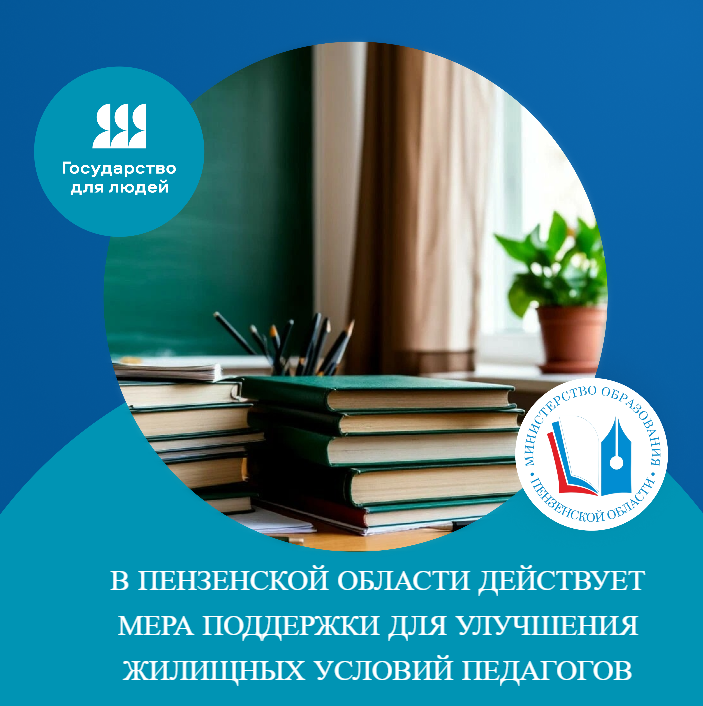 Государство
для людей
МИНИСТЕРСТВО ОБРАЗОВАНИЯ
• ПЕНЗЕНСКОЙ ОБЛАСТИ •
В ПЕНЗЕНСКОЙ ОБЛАСТИ ДЕЙСТВУЕТ
МЕРА ПОДДЕРЖКИ ДЛЯ УЛУЧШЕНИЯ
ЖИЛИЩНЫХ УСЛОВИЙ ПЕДАГОГОВ